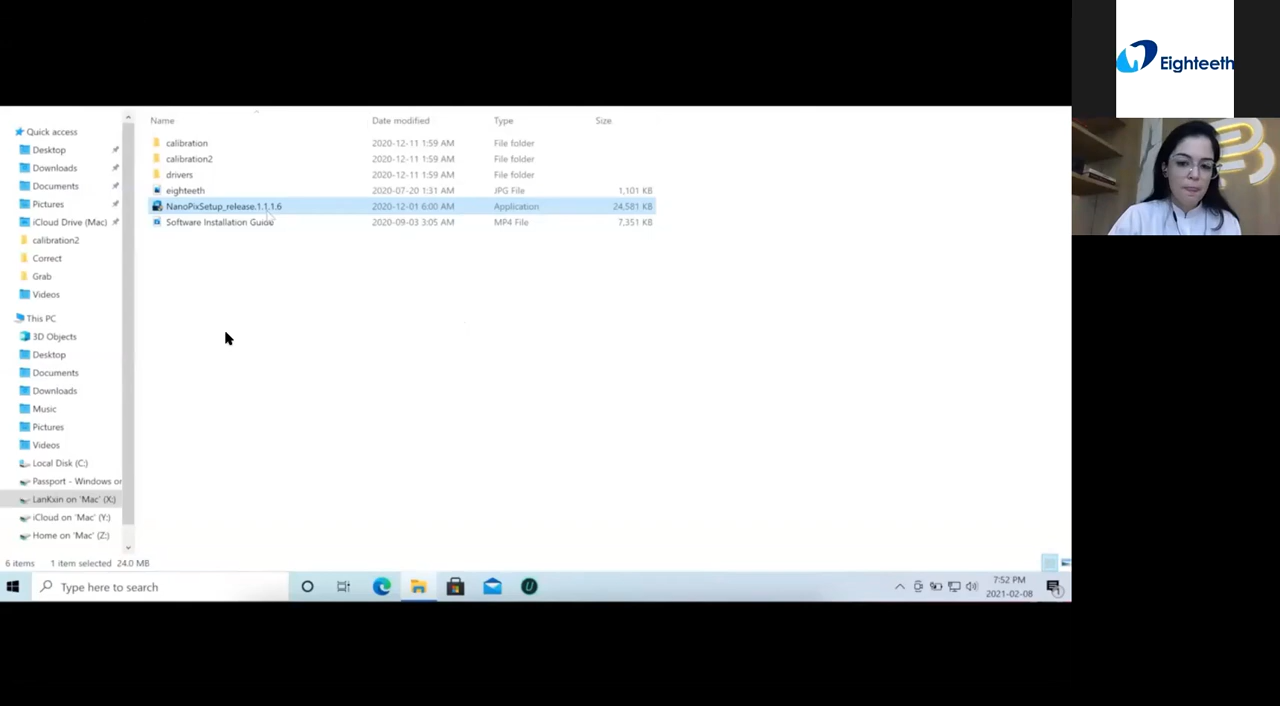 Eighteeth
Name Date modified Type Size
Quick access
Desktop
Downloads
Documents
Pictures
iCloud Drive (Mac)
calibration2
Correct
Grab
Videos
This PC
3D Objects
Desktop
Documents
Downloads
Music
Pictures
Videos
Local Disk (C:)
Passport - Windows or
LanKxin on 'Mac' (X:)
iCloud on 'Mac' (Y:)
Home on 'Mac' (Z:)
calibration 2020-12-11 1:59 AM File folder
calibration2 2020-12-11 1:59 AM File folder
drivers 2020-12-11 1:59 AM File folder
eighteeth 2020-07-20 1:31 AM JPG File 1,101 KB
NanoPixSetup_release.1.1.1.6 2020-12-01 6:00 AM Application 24,581 KB
Software Installation Guide 2020-09-03 3:05 AM MP4 File 7,351 KB
6 items 1 item selected 24.0 MB
Type here to search
7:52 PM
2021-02-08
1